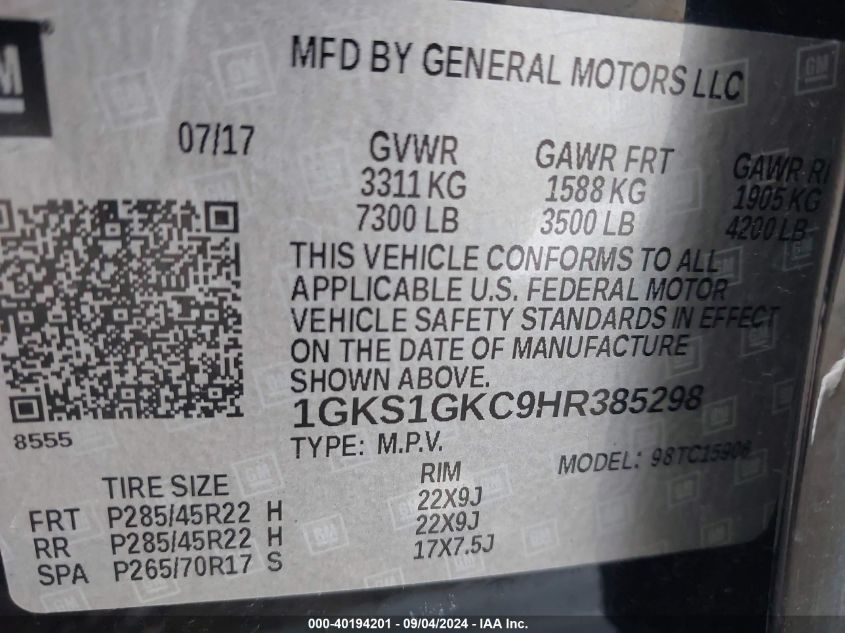 MFD BY GENERAL MOTORS LLC
07/17 GVWR GAWR FRT GAWR
3311 KG 1588 KG 1905 KG
7300 LB 3500 LB 4200 LB
THIS VEHICLE CONFORMS TO ALL
APPLICABLE U.S. FEDERAL MOTOR
VEHICLE SAFETY STANDARDS IN EFFECT
ON THE DATE OF MANUFACTURE
SHOWN ABOVE.
1GKS1GKC9HR385298
8555
TYPE: M.P.V.
MODEL: 98TC15906
TIRE SIZE RIM
FRT P285/45R22 H 22X9J
RR P285/45R22 H 22X9J
SPA P265/70R17 S 17X7.5J
000-40194201 - 09/04/2024 - IAA Inc.